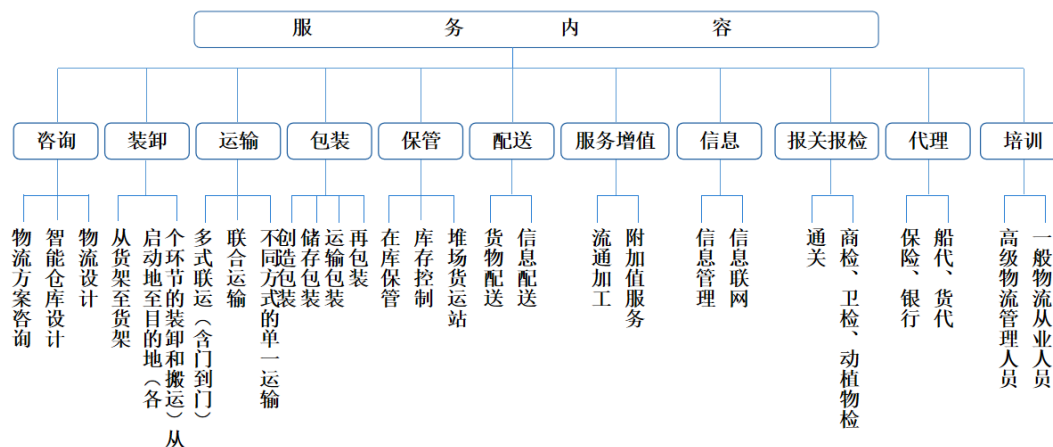 服务内容
咨询
装卸
运输
包装
保管
配送
服务增值
信息
报关报检
代理
培训
物流方案咨询
智能仓库设计
物流设计
从货架至货架
启动地至目的地（各
个环节的装卸和搬运）从
多式联运（含门到门）
联合运输
不同方式的单一运输
创造包装
储存包装
运输包装
再包装
在库保管
库存控制
堆场货运站
货物配送
信息配送
流通加工
附加值服务
信息管理
信息联网
通关
商检、卫检、动植物检
保险、银行
船代、货代
高级物流管理人员
一般物流从业人员